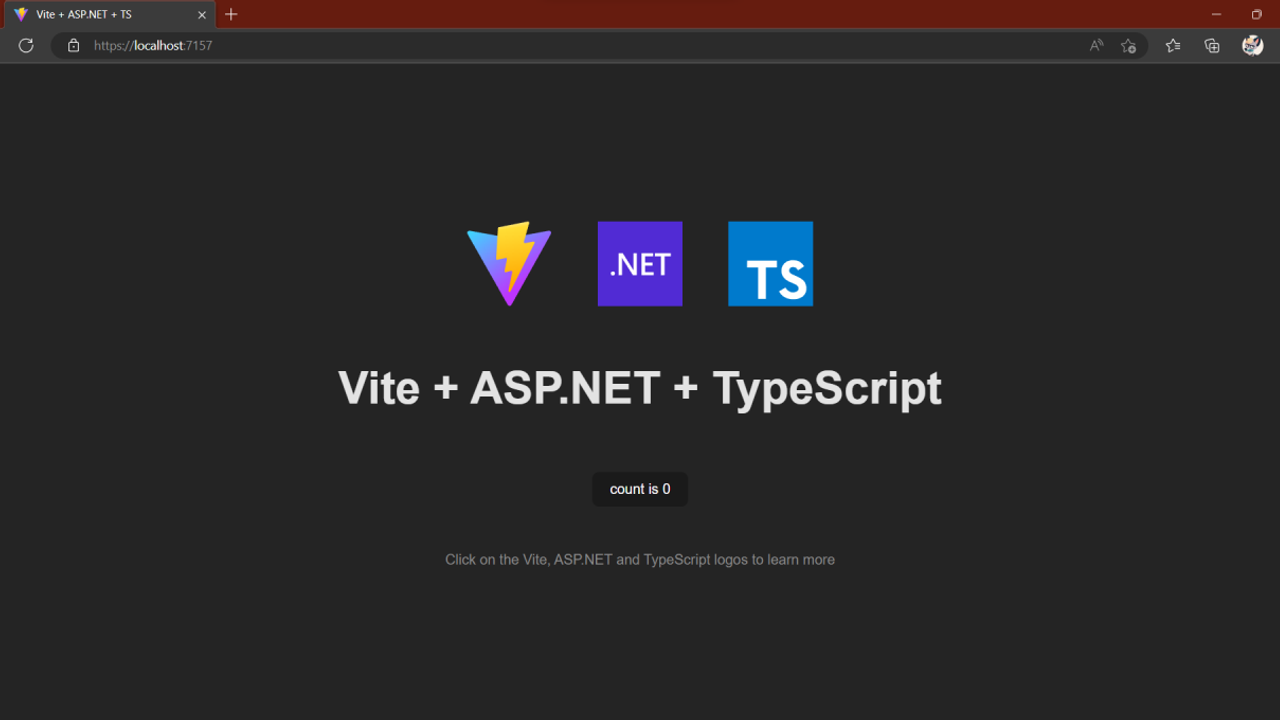 Vite + ASP.NET + TS
https://localhost:7157
.NET
TS
Vite + ASP.NET + TypeScript
count is 0
Click on the Vite, ASP.NET and TypeScript logos to learn more